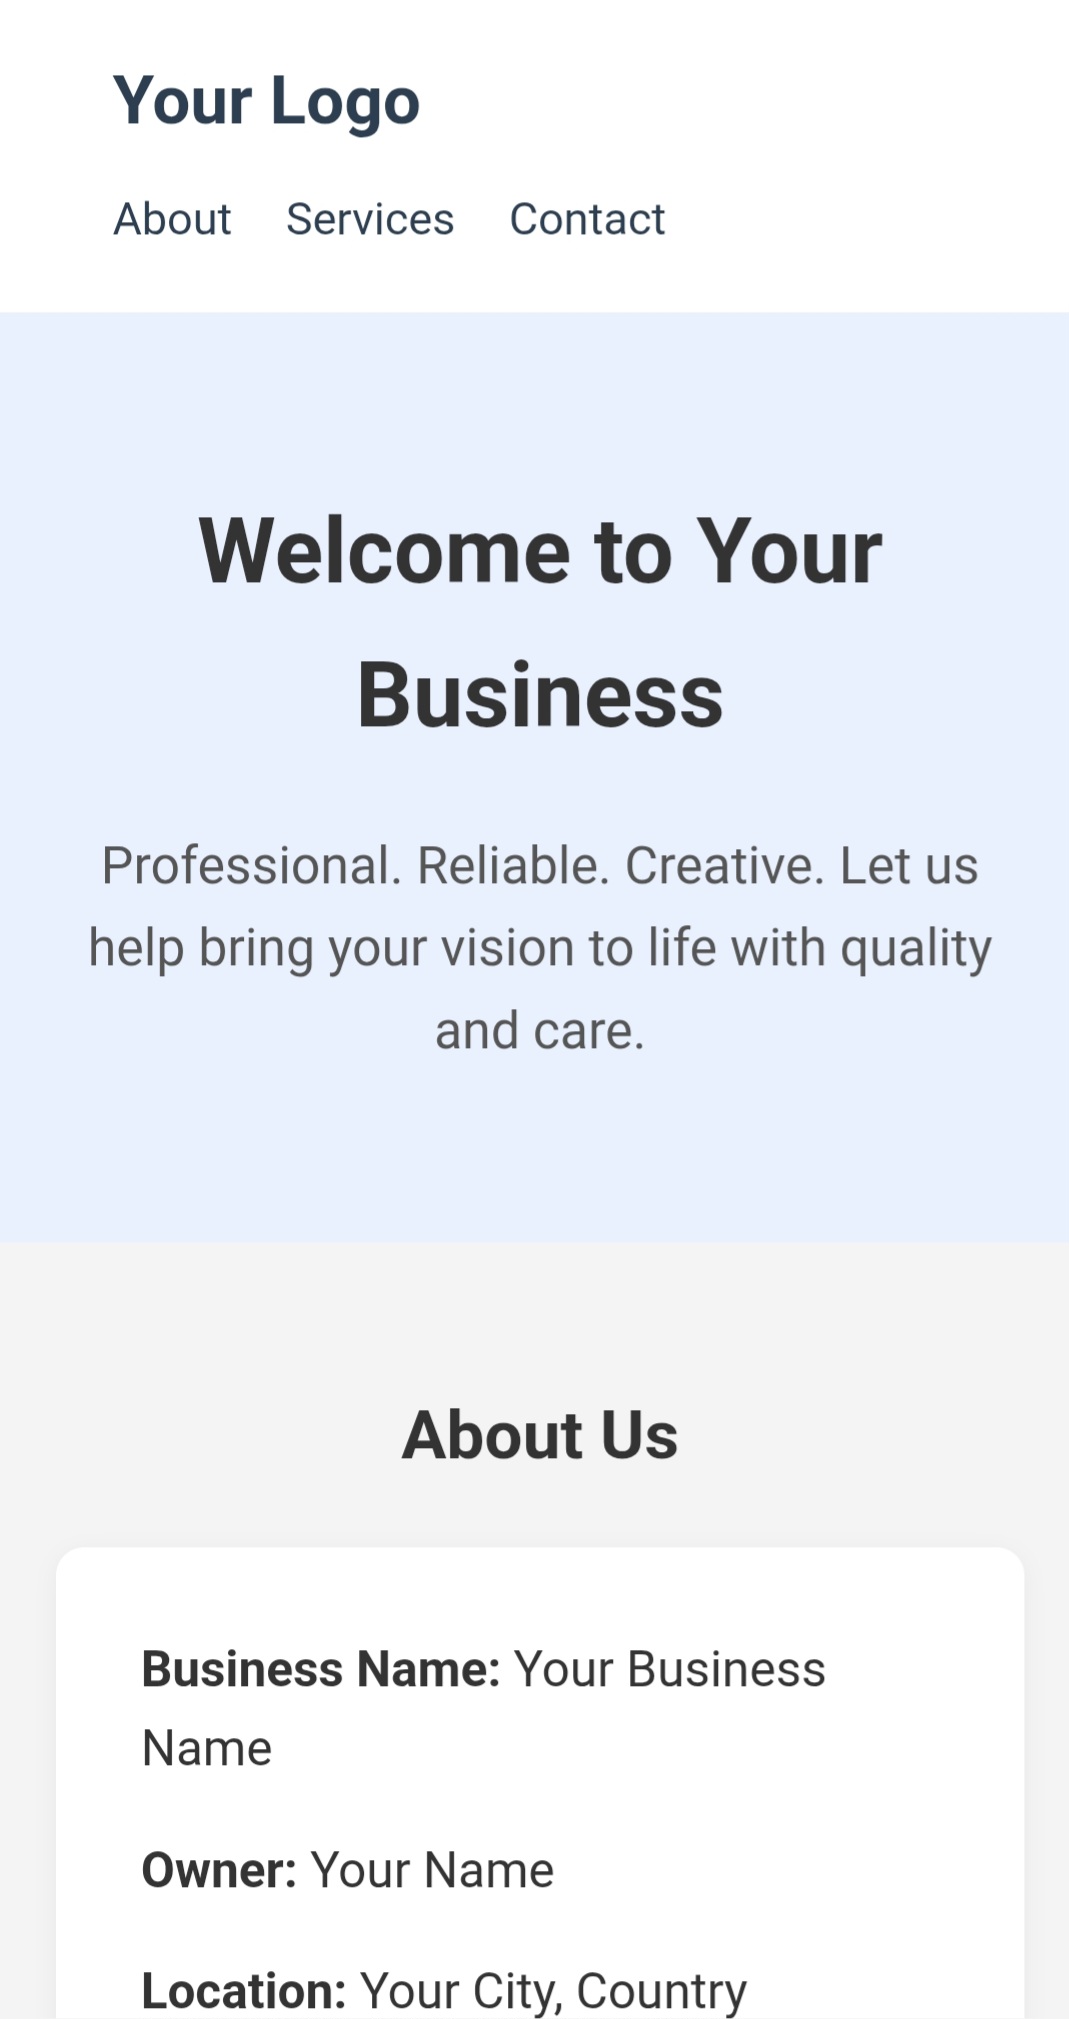 Your Logo
About Services Contact
Welcome to Your
Business
Professional. Reliable. Creative. Let us
help bring your vision to life with quality
and care.
About Us
Business Name: Your Business
Name
Owner: Your Name
Location: Your City, Country